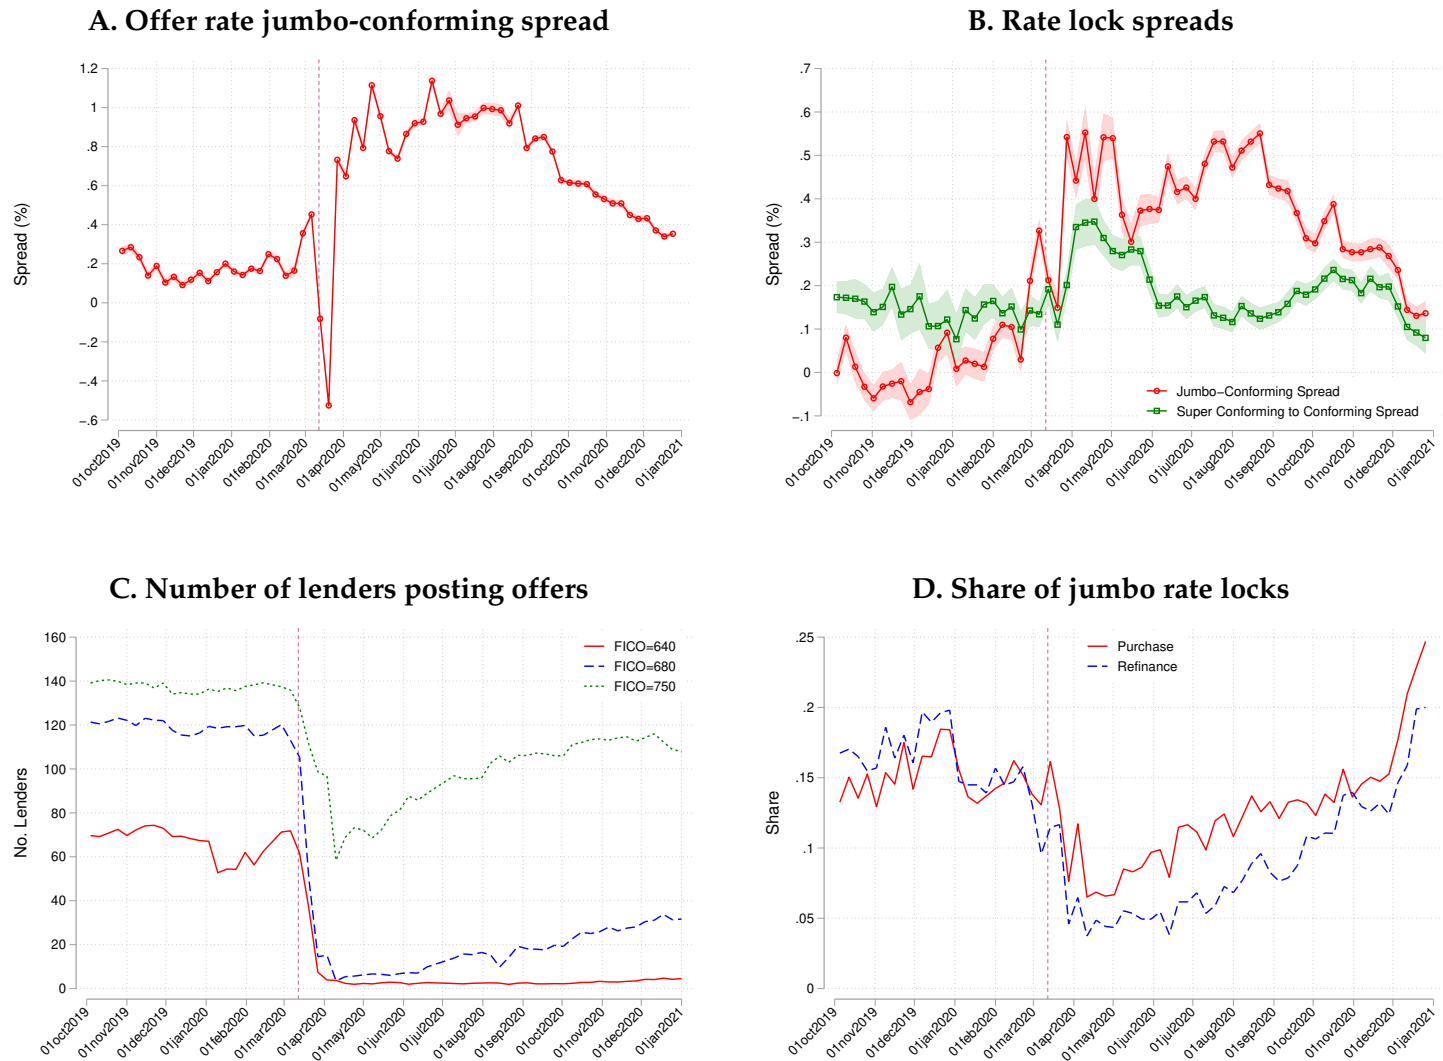 A. Offer rate jumbo-conforming spread
1.2
1
.8
.6
.4
.2
0
−.2
−.4
−.6
Spread (%)
01oct2019
01nov2019
01dec2019
01jan2020
01feb2020
01mar2020
01apr2020
01may2020
01jun2020
01jul2020
01aug2020
01sep2020
01oct2020
01nov2020
01dec2020
01jan2021
B. Rate lock spreads
.7
.6
.5
.4
.3
.2
.1
0
−.1
Spread (%)
Jumbo−Conforming Spread
Super Conforming to Conforming Spread
01oct2019
01nov2019
01dec2019
01jan2020
01feb2020
01mar2020
01apr2020
01may2020
01jun2020
01jul2020
01aug2020
01sep2020
01oct2020
01nov2020
01dec2020
01jan2021
C. Number of lenders posting offers
160
140
120
100
80
60
40
20
0
No. Lenders
FICO=640
FICO=680
FICO=750
01oct2019
01nov2019
01dec2019
01jan2020
01feb2020
01mar2020
01apr2020
01may2020
01jun2020
01jul2020
01aug2020
01sep2020
01oct2020
01nov2020
01dec2020
01jan2021
D. Share of jumbo rate locks
.25
.2
.15
.1
.05
0
Share
Purchase
Refinance
01oct2019
01nov2019
01dec2019
01jan2020
01feb2020
01mar2020
01apr2020
01may2020
01jun2020
01jul2020
01aug2020
01sep2020
01oct2020
01nov2020
01dec2020
01jan2021